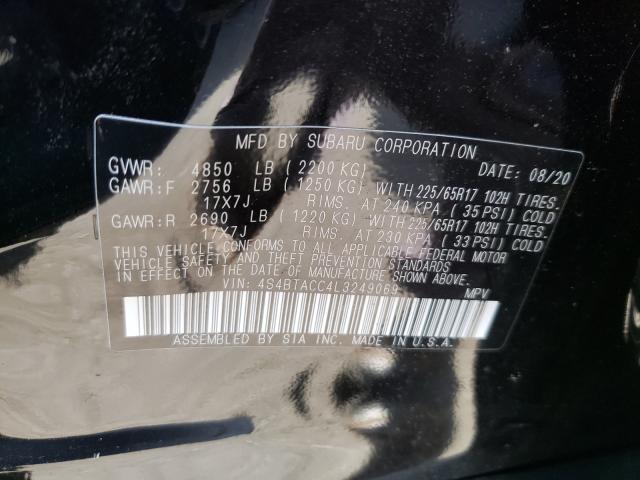 MFD BY SUBARU CORPORATION
GVWR: 4850 LB ( 2200 KG) DATE: 08/20
GAWR:F 2756 LB ( 1250 KG) WITH 225/65R17 102H TIRES.
17X7J RIMS. AT 240 KPA ( 35 PSI) COLD
GAWR:R 2690 LB ( 1220 KG) WITH 225/65R17 102H TIRES.
17X7J RIMS. AT 230 KPA ( 33 PSI) COLD
THIS VEHICLE CONFORMS TO ALL APPLICABLE FEDERAL MOTOR
VEHICLE SAFETY AND THEFT PREVENTION STANDARDS
IN EFFECT ON THE DATE OF MANUFACTURE SHOWN ABOVE.
VIN: 4S4BTACC4L3249069 MPV
ASSEMBLED BY SIA INC. MADE IN U.S.A.